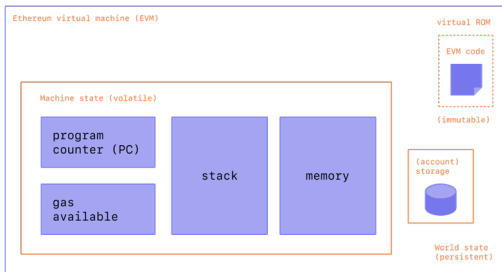 Ethereum virtual machine (EVM)
virtual ROM
EVM code
(immutable)
Machine state (volatile)
program
counter (PC)
gas
available
stack
memory
(account)
storage
World state
(persistent)